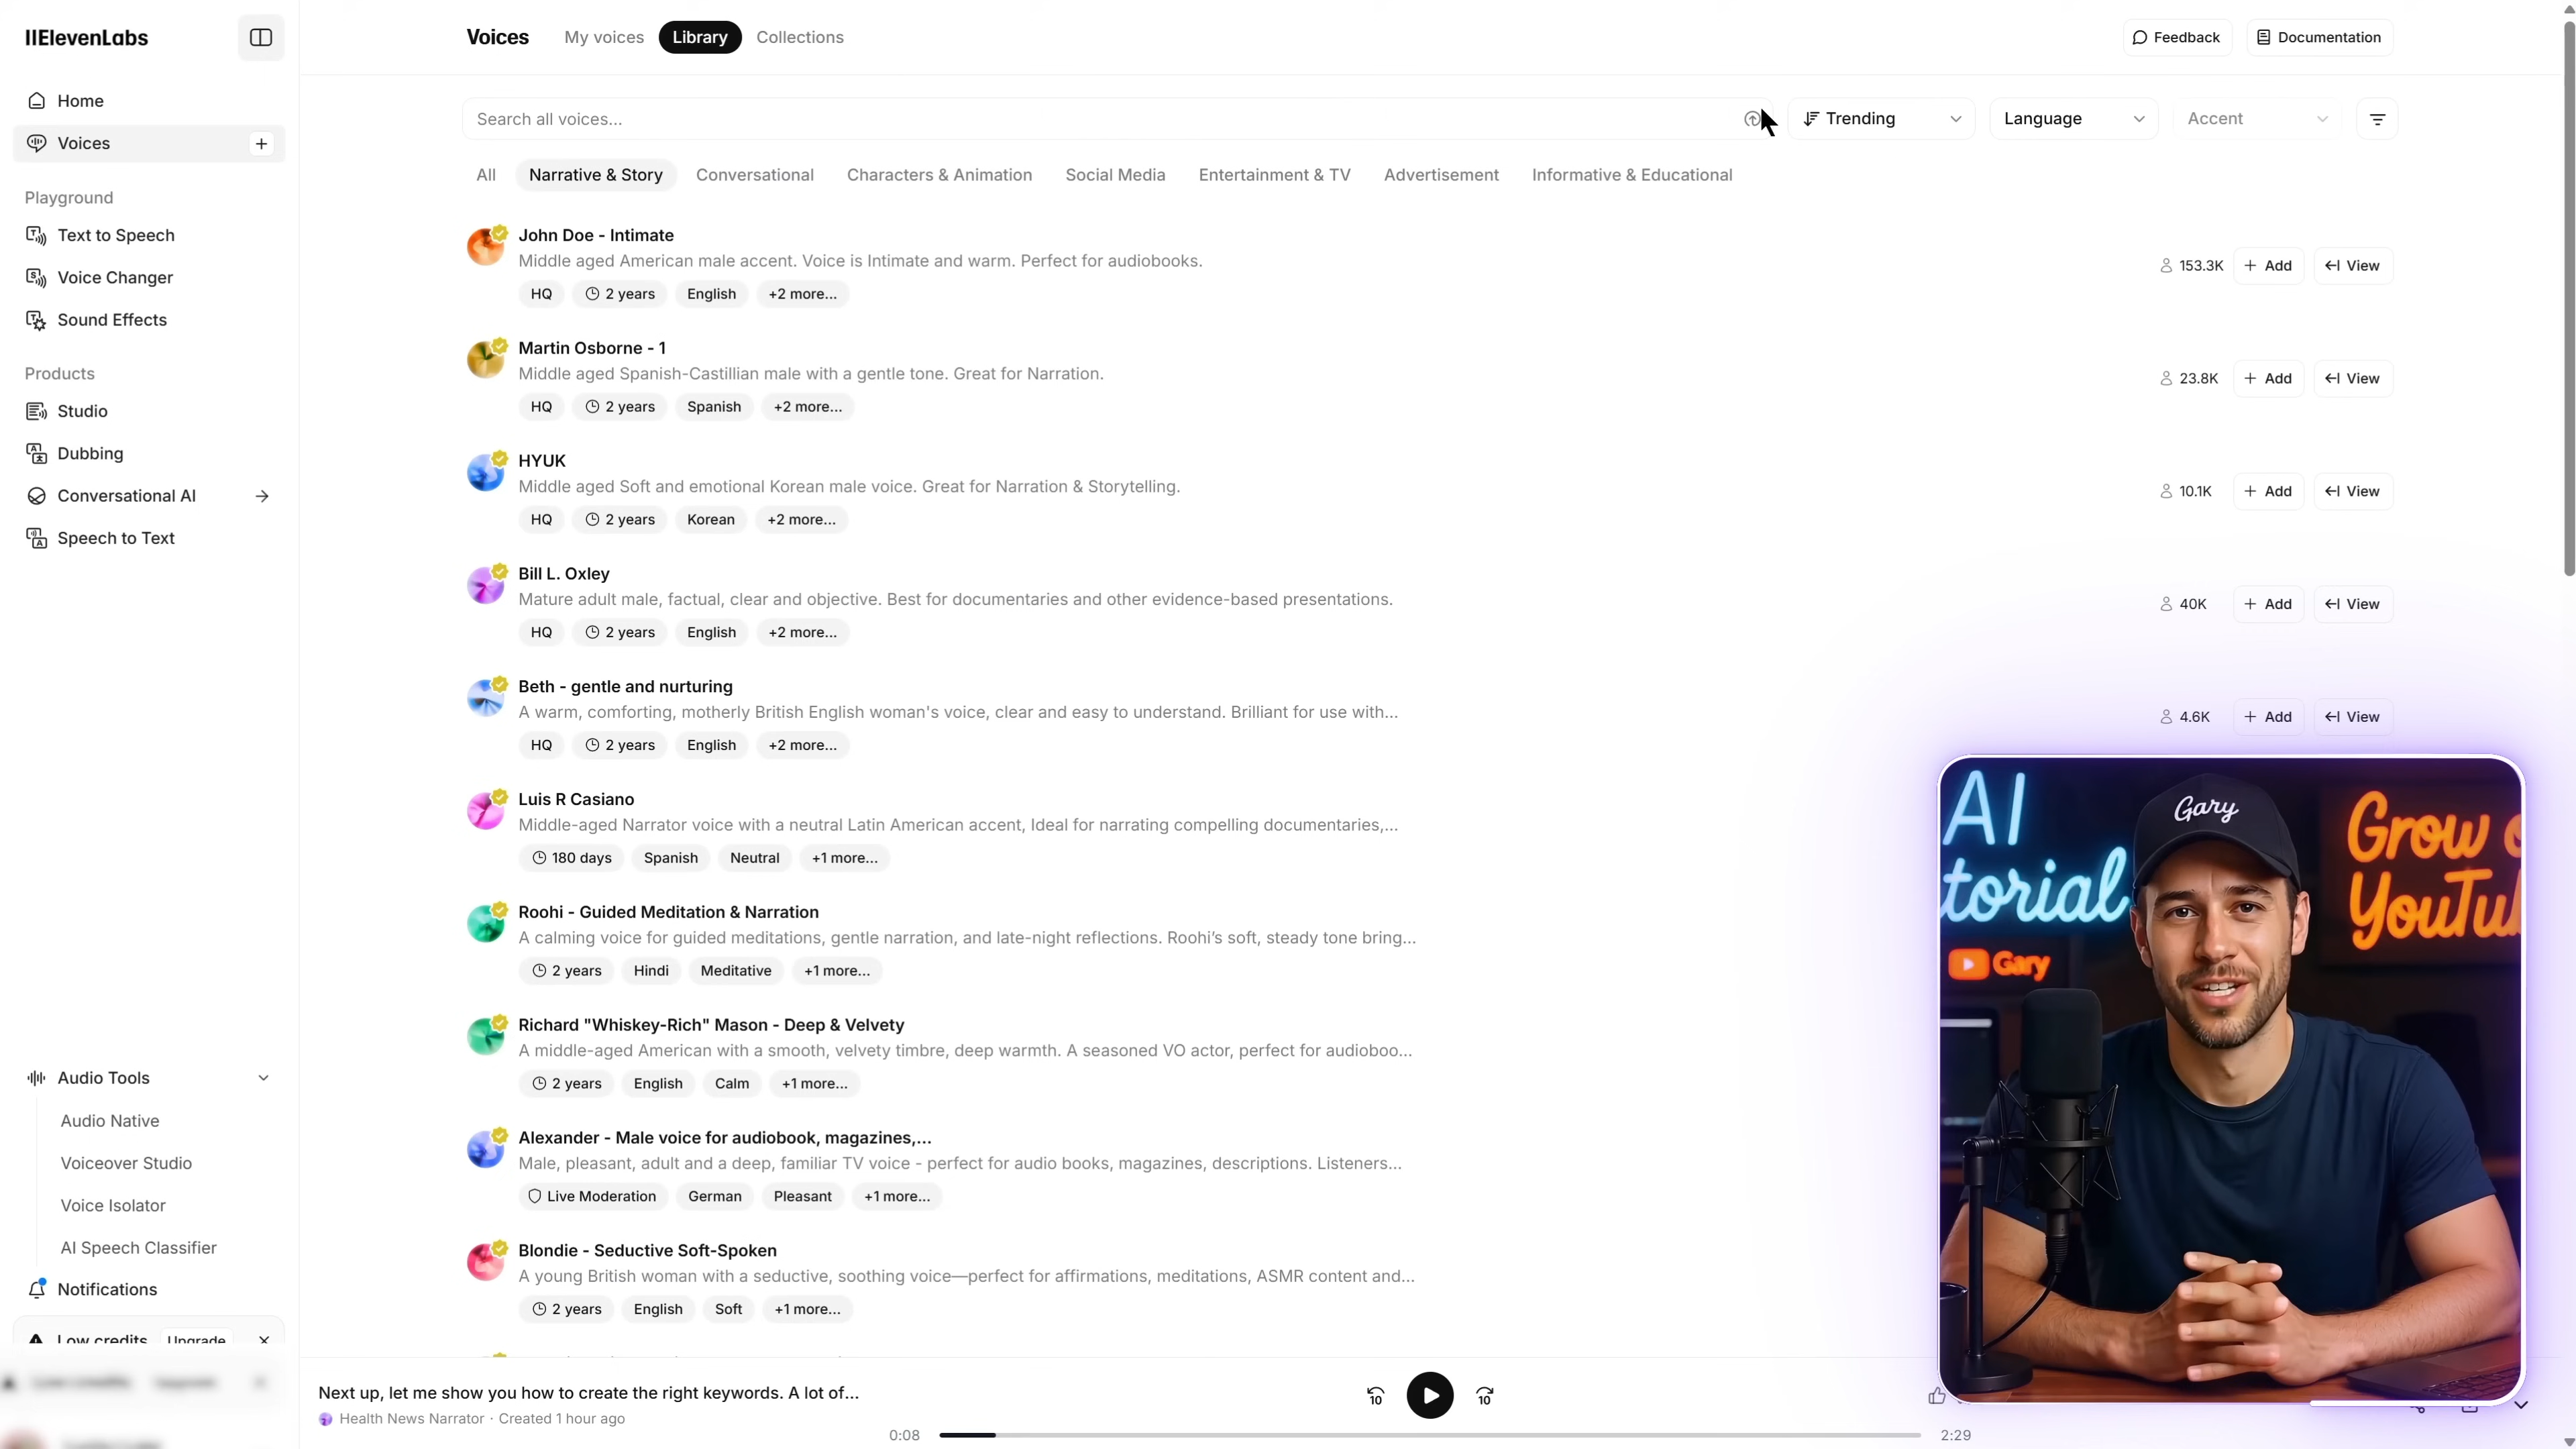 IIElevenLabs
Home
Voices
Playground
Text to Speech
Voice Changer
Sound Effects
Products
Studio
Dubbing
Conversational AI
Speech to Text
Audio Tools
Audio Native
Voiceover Studio
Voice Isolator
AI Speech Classifier
Notifications
Low credits Upgrade
Voices My voices Library Collections
Feedback Documentation
Search all voices...
Trending Language Accent
All Narrative & Story Conversational Characters & Animation Social Media Entertainment & TV Advertisement Informative & Educational
John Doe - Intimate
Middle aged American male accent. Voice is Intimate and warm. Perfect for audiobooks.
HQ 2 years English +2 more...
153.3K + Add View
Martin Osborne - 1
Middle aged Spanish-Castillian male with a gentle tone. Great for Narration.
HQ 2 years Spanish +2 more...
23.8K + Add View
HYUK
Middle aged Soft and emotional Korean male voice. Great for Narration & Storytelling.
HQ 2 years Korean +2 more...
10.1K + Add View
Bill L. Oxley
Mature adult male, factual, clear and objective. Best for documentaries and other evidence-based presentations.
HQ 2 years English +2 more...
40K + Add View
Beth - gentle and nurturing
A warm, comforting, motherly British English woman's voice, clear and easy to understand. Brilliant for use with...
HQ 2 years English +2 more...
4.6K + Add View
Luis R Casiano
Middle-aged Narrator voice with a neutral Latin American accent, Ideal for narrating compelling documentaries,...
180 days Spanish Neutral +1 more...
Roohi - Guided Meditation & Narration
A calming voice for guided meditations, gentle narration, and late-night reflections. Roohi’s soft, steady tone bring...
2 years Hindi Meditative +1 more...
Richard "Whiskey-Rich" Mason - Deep & Velvety
A middle-aged American with a smooth, velvety timbre, deep warmth. A seasoned VO actor, perfect for audioboo...
2 years English Calm +1 more...
Alexander - Male voice for audiobook, magazines,...
Male, pleasant, adult and a deep, familiar TV voice - perfect for audio books, magazines, descriptions. Listeners...
Live Moderation German Pleasant +1 more...
Blondie - Seductive Soft-Spoken
A young British woman with a seductive, soothing voice—perfect for affirmations, meditations, ASMR content and...
2 years English Soft +1 more...
AI
torial
Gary
Gary
Grow
YouTu
Next up, let me show you how to create the right keywords. A lot of...
Health News Narrator · Created 1 hour ago
10 10
0:08 2:29